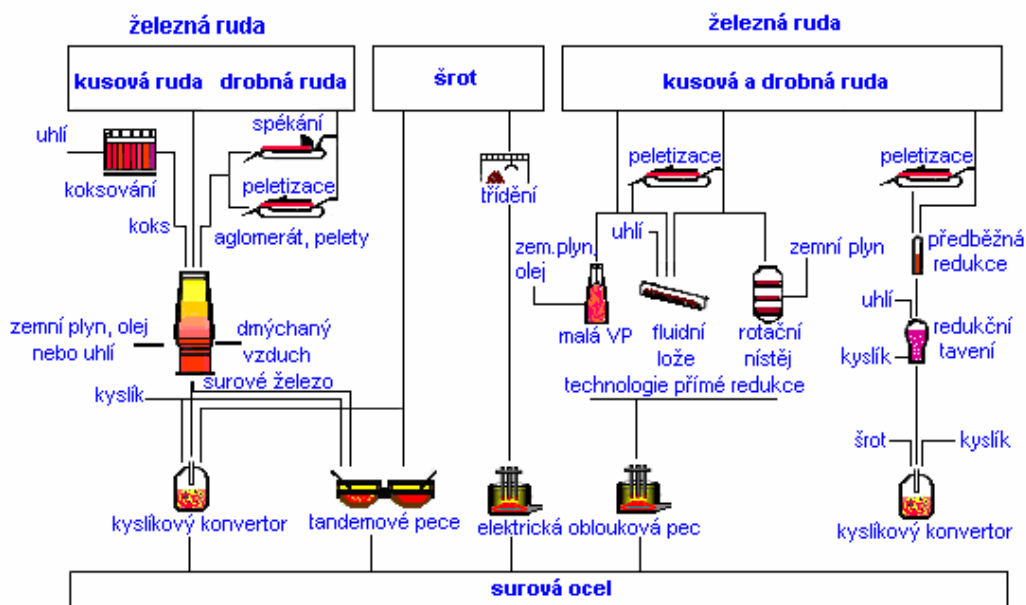 železná ruda
železná ruda
kusová ruda drobná ruda
šrot
kusová a drobná ruda
uhlí
koksování
spékání
peletizace
koks
aglomerát, pelety
třídění
peletizace
peletizace
zem.plyn,
olej
uhlí
zemní plyn
předběžná
redukce
malá VP
fluidní
lože
rotační
nístěj
technologie přímé redukce
uhlí
kyslík
redukční
tavení
zemní plyn, olej
nebo uhlí
dmýchaný
vzduch
surové železo
kyslík
šrot
kyslík
kyslíkový konvertor
tandemové pece
elektrická oblouková pec
kyslíkový konvertor
surová ocel